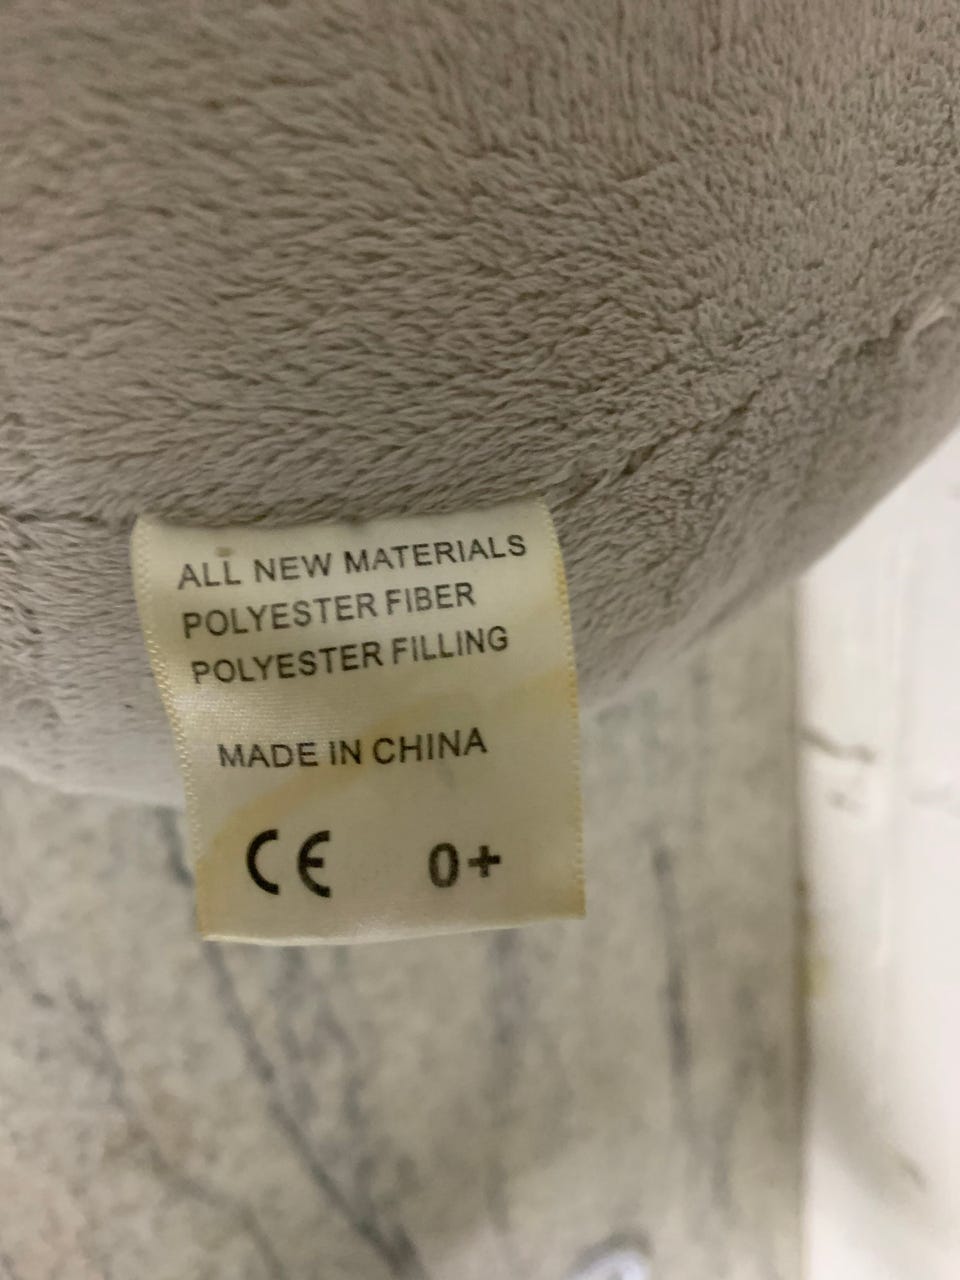 ALL NEW MATERIALS
POLYESTER FIBER
POLYESTER FILLING
MADE IN CHINA
CE 0+